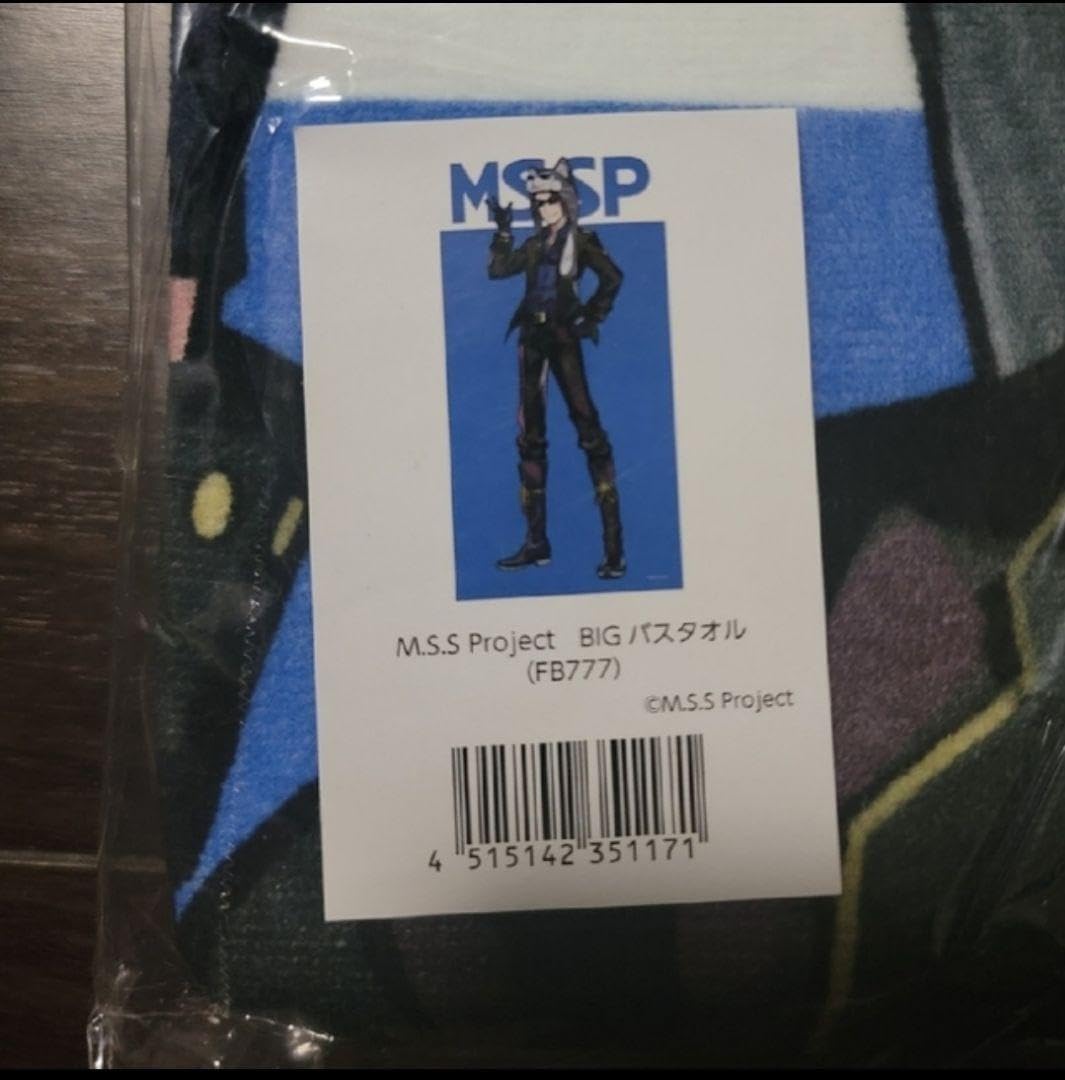 MSSP
M.S.S Project BIG バスタオル
(FB777)
©M.S.S Project
4 515142 351171